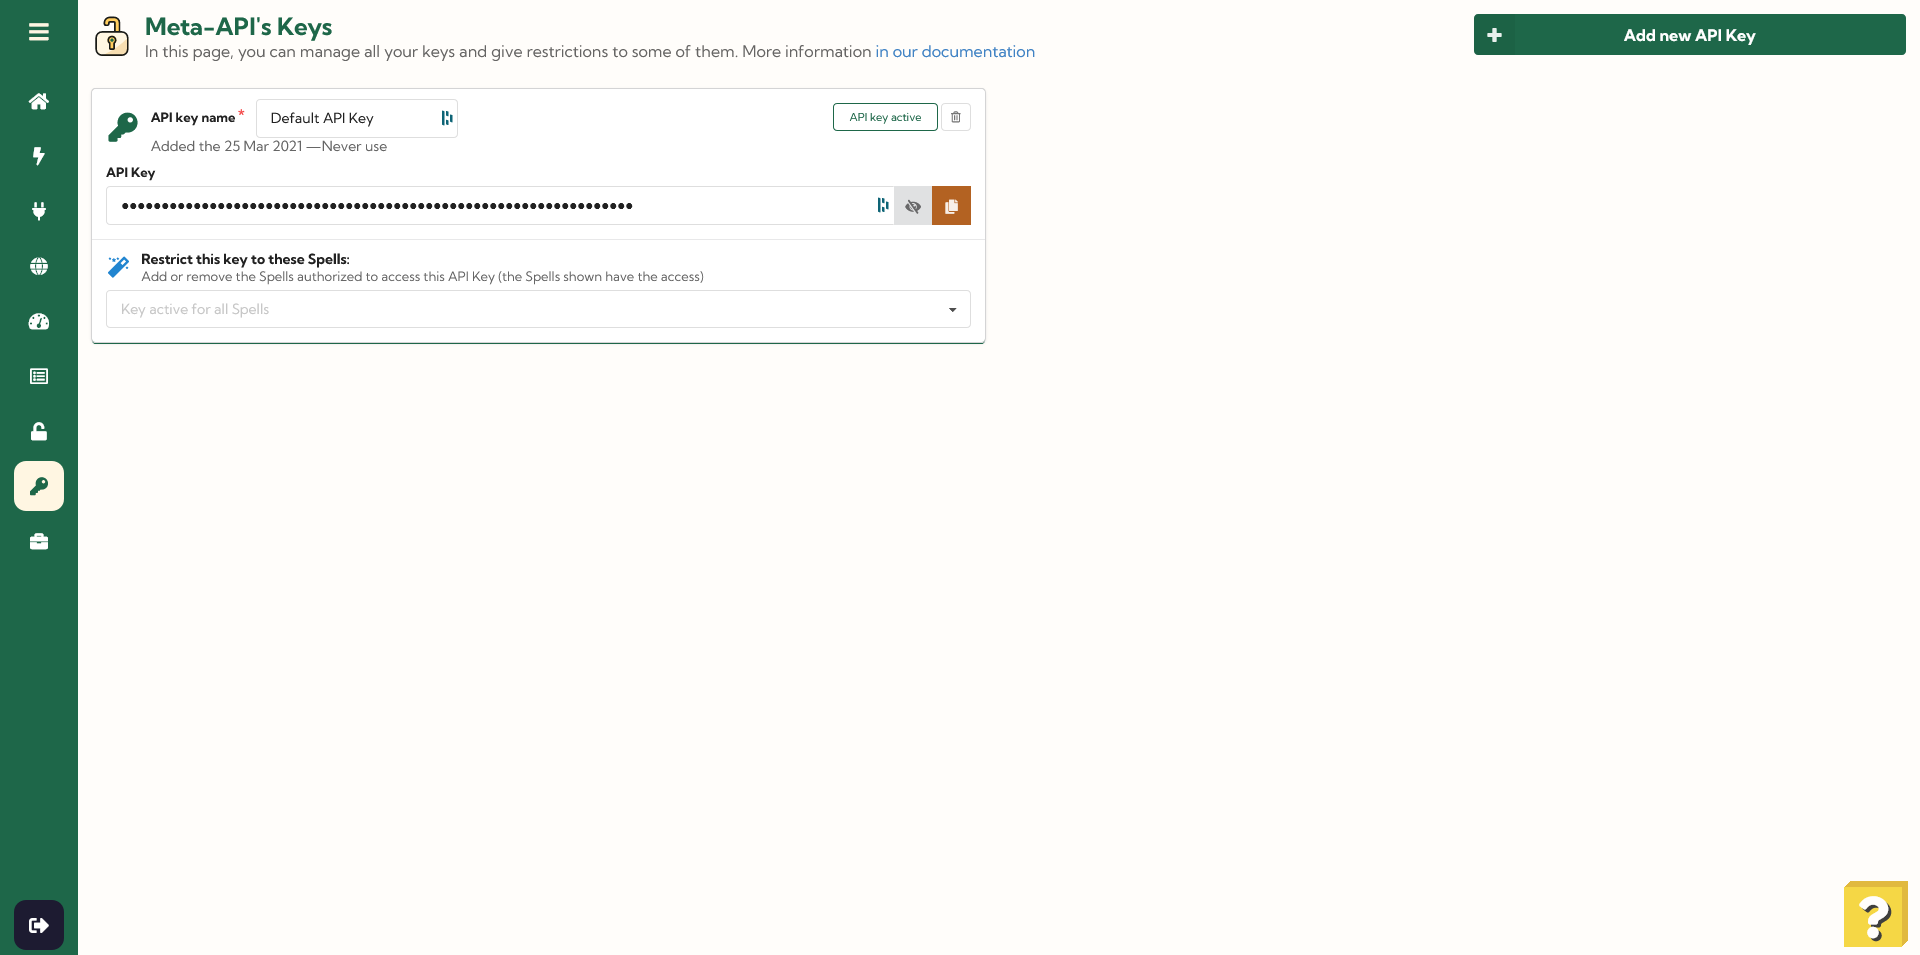 Meta-API's Keys
In this page, you can manage all your keys and give restrictions to some of them. More information in our documentation
Add new API Key
API key name *
Default API Key
API key active
Added the 25 Mar 2021 —Never use
API Key
••••••••••••••••••••••••••••••••••••••••••••••••••••••••••••••••
Restrict this key to these Spells:
Add or remove the Spells authorized to access this API Key (the Spells shown have the access)
Key active for all Spells
?